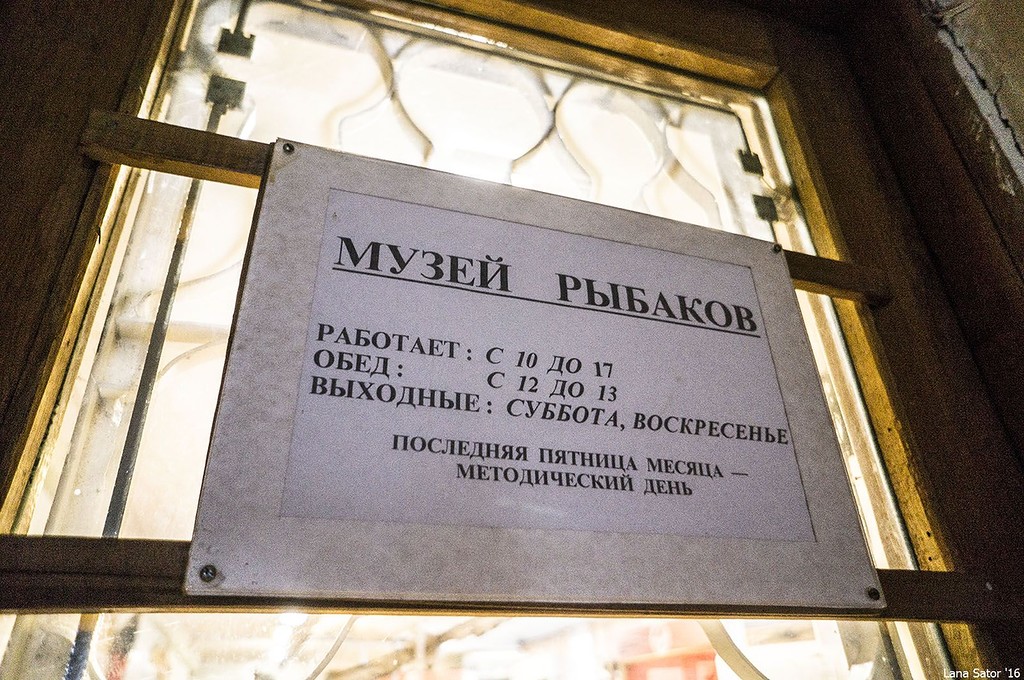 МУЗЕЙ РЫБАКОВ
РАБОТАЕТ: С 10 ДО 17
ОБЕД: С 12 ДО 13
ВЫХОДНЫЕ: СУББОТА, ВОСКРЕСЕНЬЕ
ПОСЛЕДНЯЯ ПЯТНИЦА МЕСЯЦА —
МЕТОДИЧЕСКИЙ ДЕНЬ
Lana Sator '16